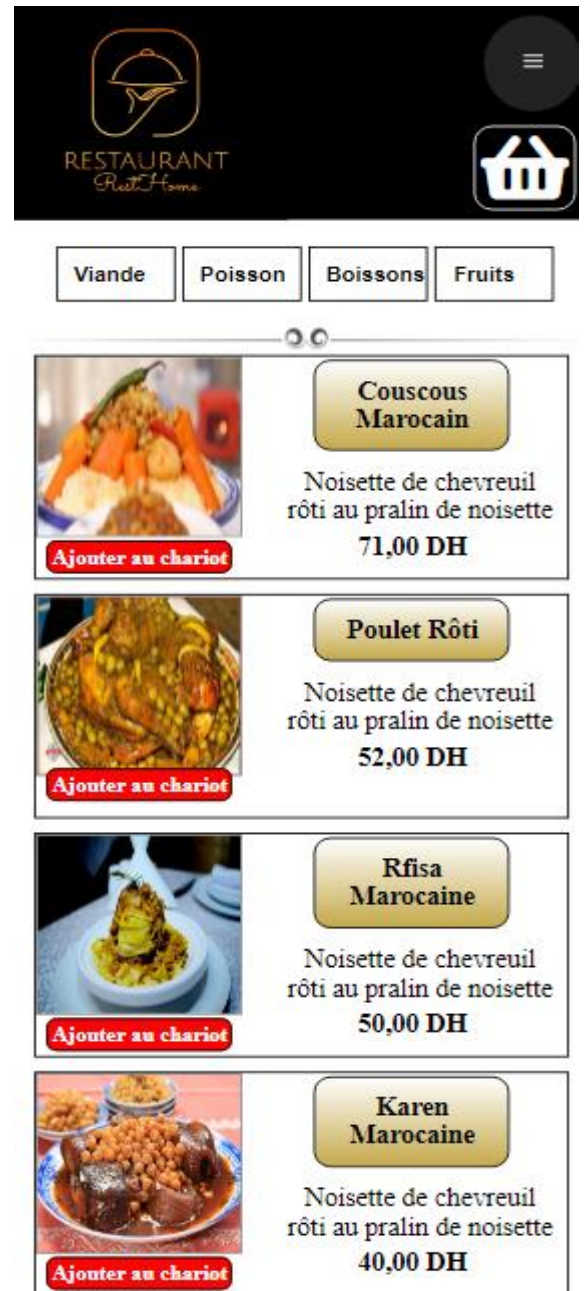 RESTAURANT
RestHome
Viande
Poisson
Boissons
Fruits
Couscous
Marocain
Noisette de chevreuil
rôti au pralin de noisette
71,00 DH
Ajouter au chariot
Poulet Rôti
Noisette de chevreuil
rôti au pralin de noisette
52,00 DH
Ajouter au chariot
Rfisa
Marocaine
Noisette de chevreuil
rôti au pralin de noisette
50,00 DH
Ajouter au chariot
Karen
Marocaine
Noisette de chevreuil
rôti au pralin de noisette
40,00 DH
Ajouter au chariot